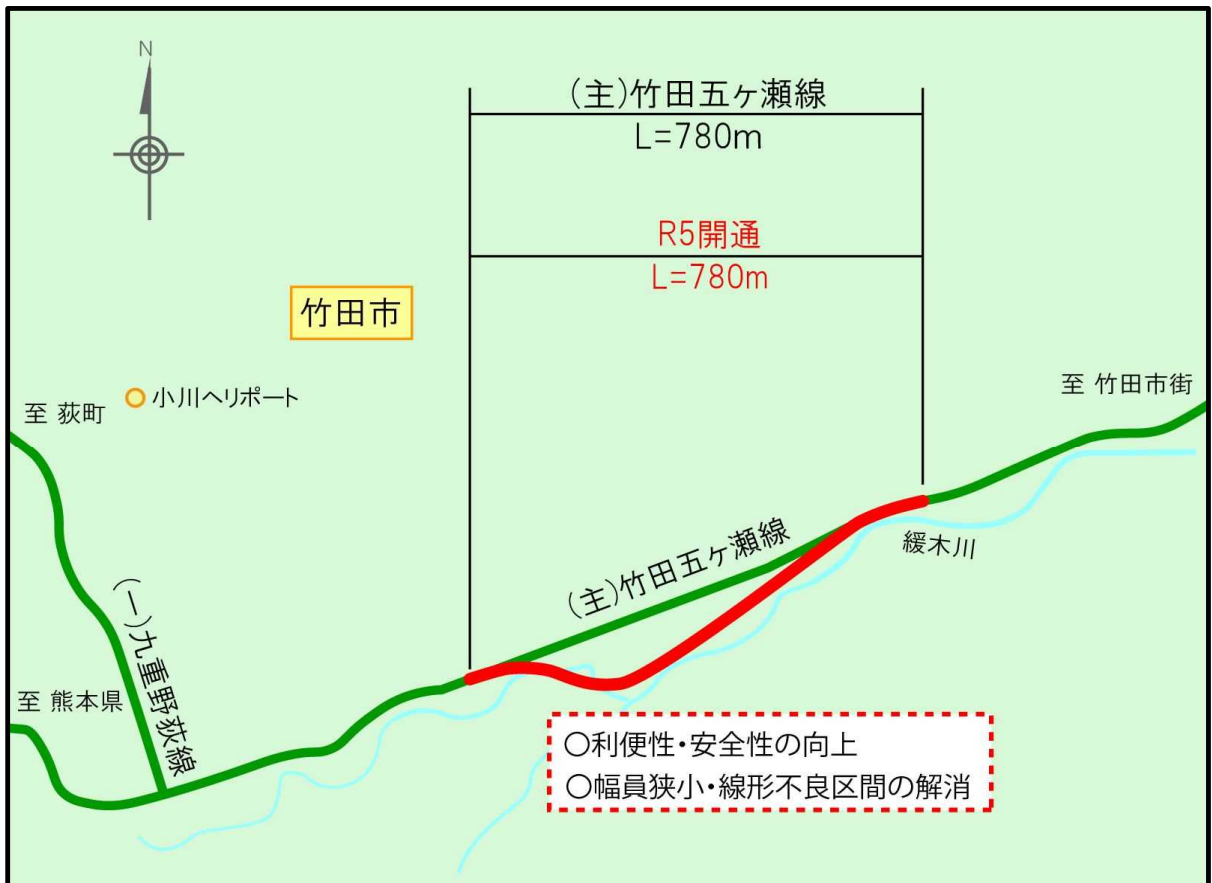 N
(主)竹田五ヶ瀬線
L=780m
R5開通
L=780m
竹田市
小川ヘリポート
至 荻町
至 竹田市街
(主)竹田五ヶ瀬線
緩木川
(一)九重野荻線
至 熊本県
○利便性・安全性の向上
○幅員狭小・線形不良区間の解消